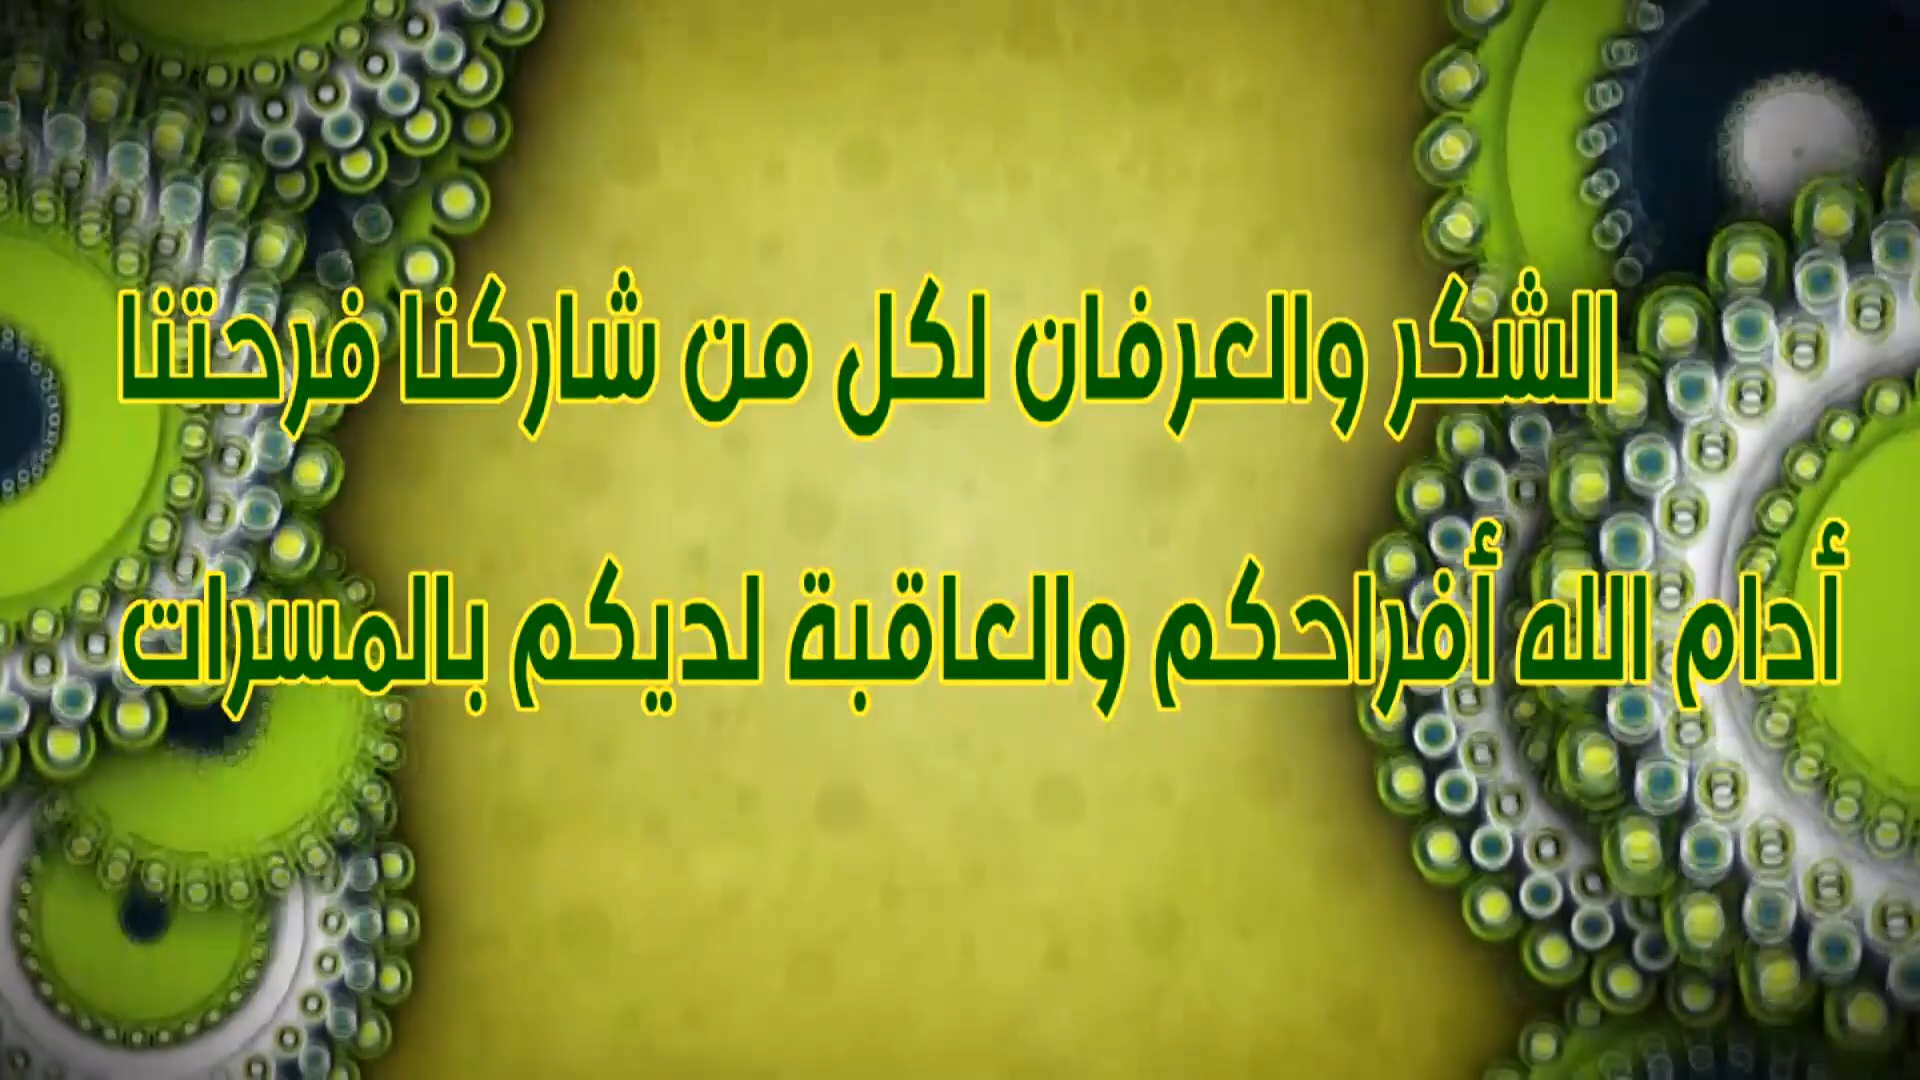 الشكر والعرفان لكل من شاركنا فرحتنا
أدام الله أفراحكم والعاقبة لديكم بالمسرات